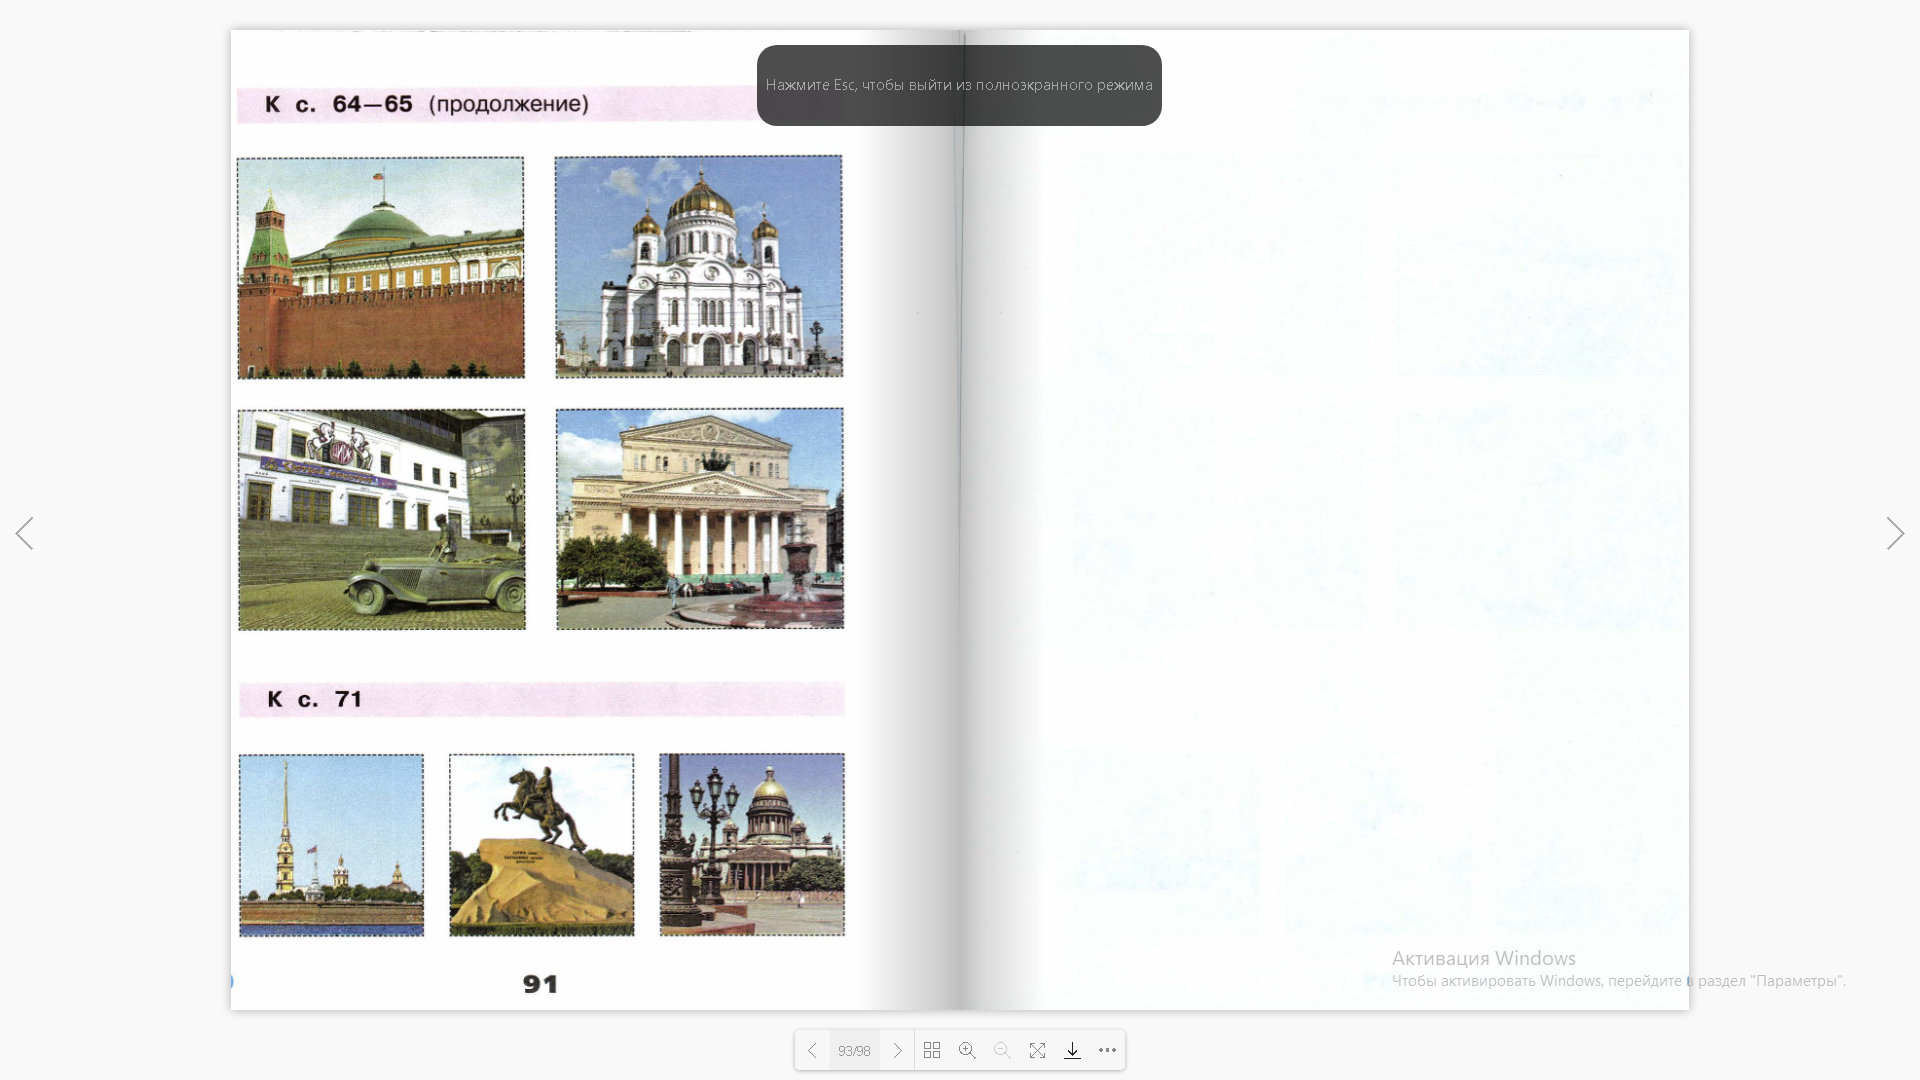 Нажмите Esc, чтобы выйти из полноэкранного режима
К с. 64—65 (продолжение)
К с. 71
91
Активация Windows
Чтобы активировать Windows, перейдите в раздел "Параметры".
93/98